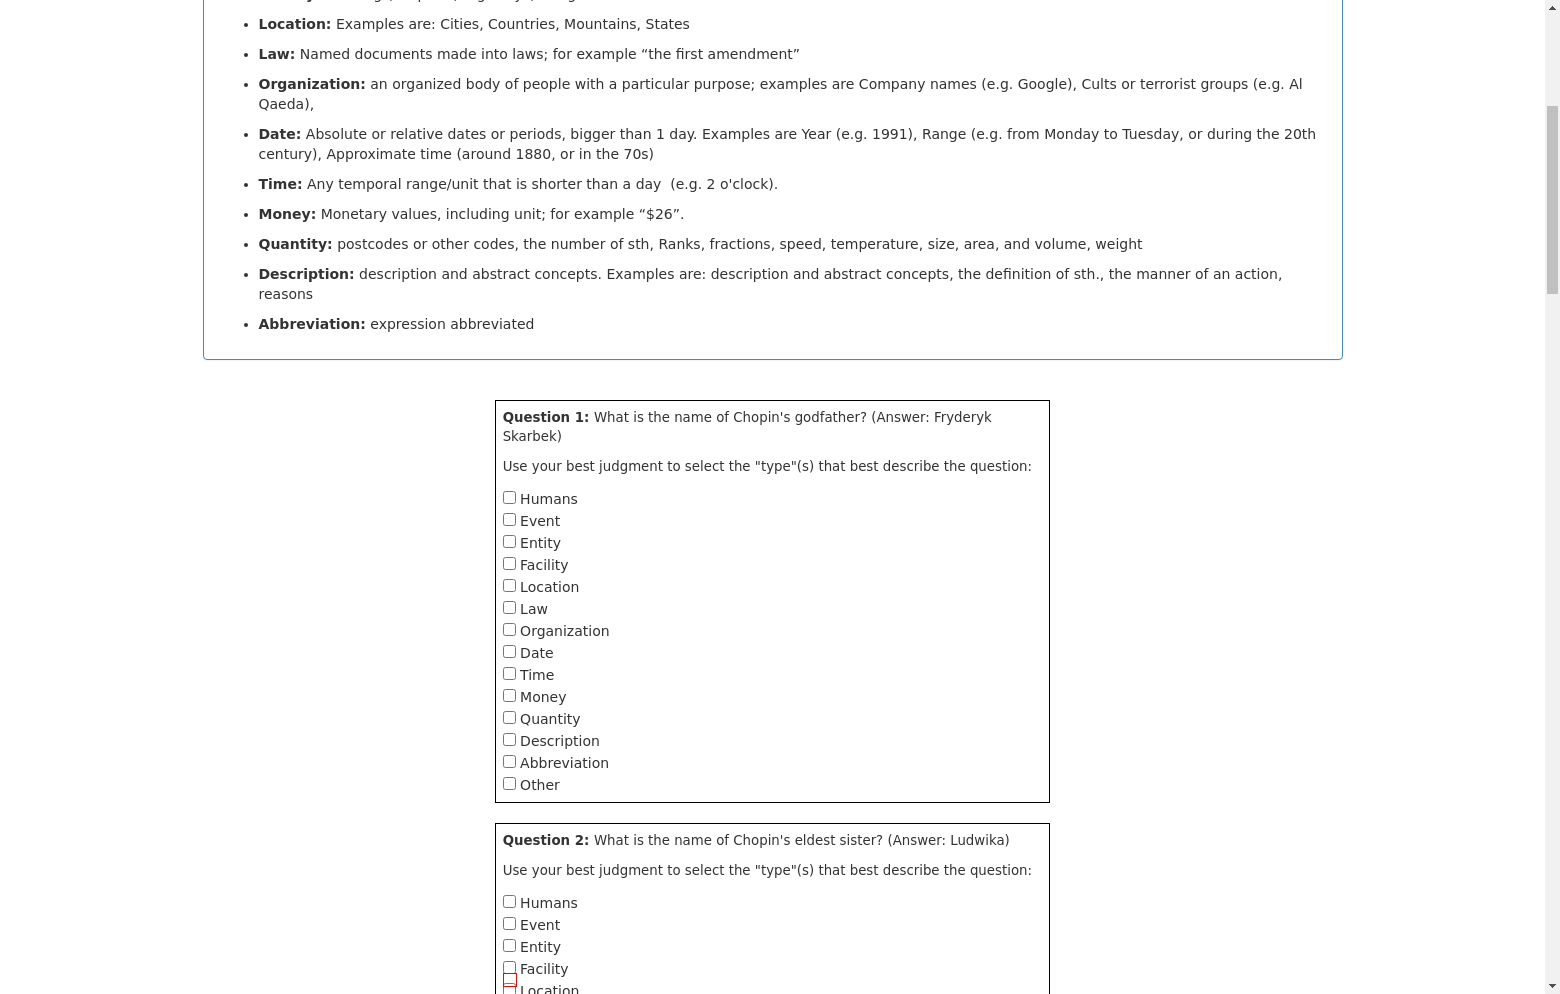 Location: Examples are: Cities, Countries, Mountains, States
Law: Named documents made into laws; for example “the first amendment”
Organization: an organized body of people with a particular purpose; examples are Company names (e.g. Google), Cults or terrorist groups (e.g. Al
Qaeda),
Date: Absolute or relative dates or periods, bigger than 1 day. Examples are Year (e.g. 1991), Range (e.g. from Monday to Tuesday, or during the 20th
century), Approximate time (around 1880, or in the 70s)
Time: Any temporal range/unit that is shorter than a day  (e.g. 2 o'clock).
Money: Monetary values, including unit; for example “$26”.
Quantity: postcodes or other codes, the number of sth, Ranks, fractions, speed, temperature, size, area, and volume, weight
Description: description and abstract concepts. Examples are: description and abstract concepts, the definition of sth., the manner of an action,
reasons
Abbreviation: expression abbreviated
Question 1: What is the name of Chopin's godfather? (Answer: Fryderyk
Skarbek)
Use your best judgment to select the "type"(s) that best describe the question:
Humans
Event
Entity
Facility
Location
Law
Organization
Date
Time
Money
Quantity
Description
Abbreviation
Other
Question 2: What is the name of Chopin's eldest sister? (Answer: Ludwika)
Use your best judgment to select the "type"(s) that best describe the question:
Humans
Event
Entity
Facility
Location